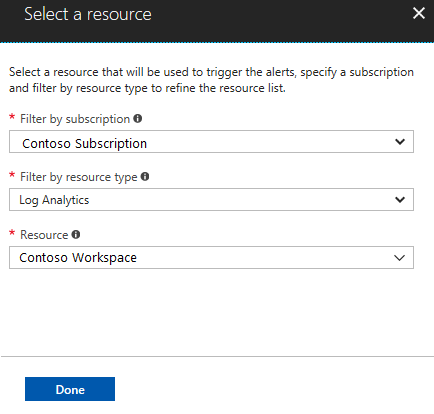 Select a resource
Select a resource that will be used to trigger the alerts, specify a subscription
and filter by resource type to refine the resource list.
* Filter by subscription
Contoso Subscription
* Filter by resource type
Log Analytics
* Resource
Contoso Workspace
Done